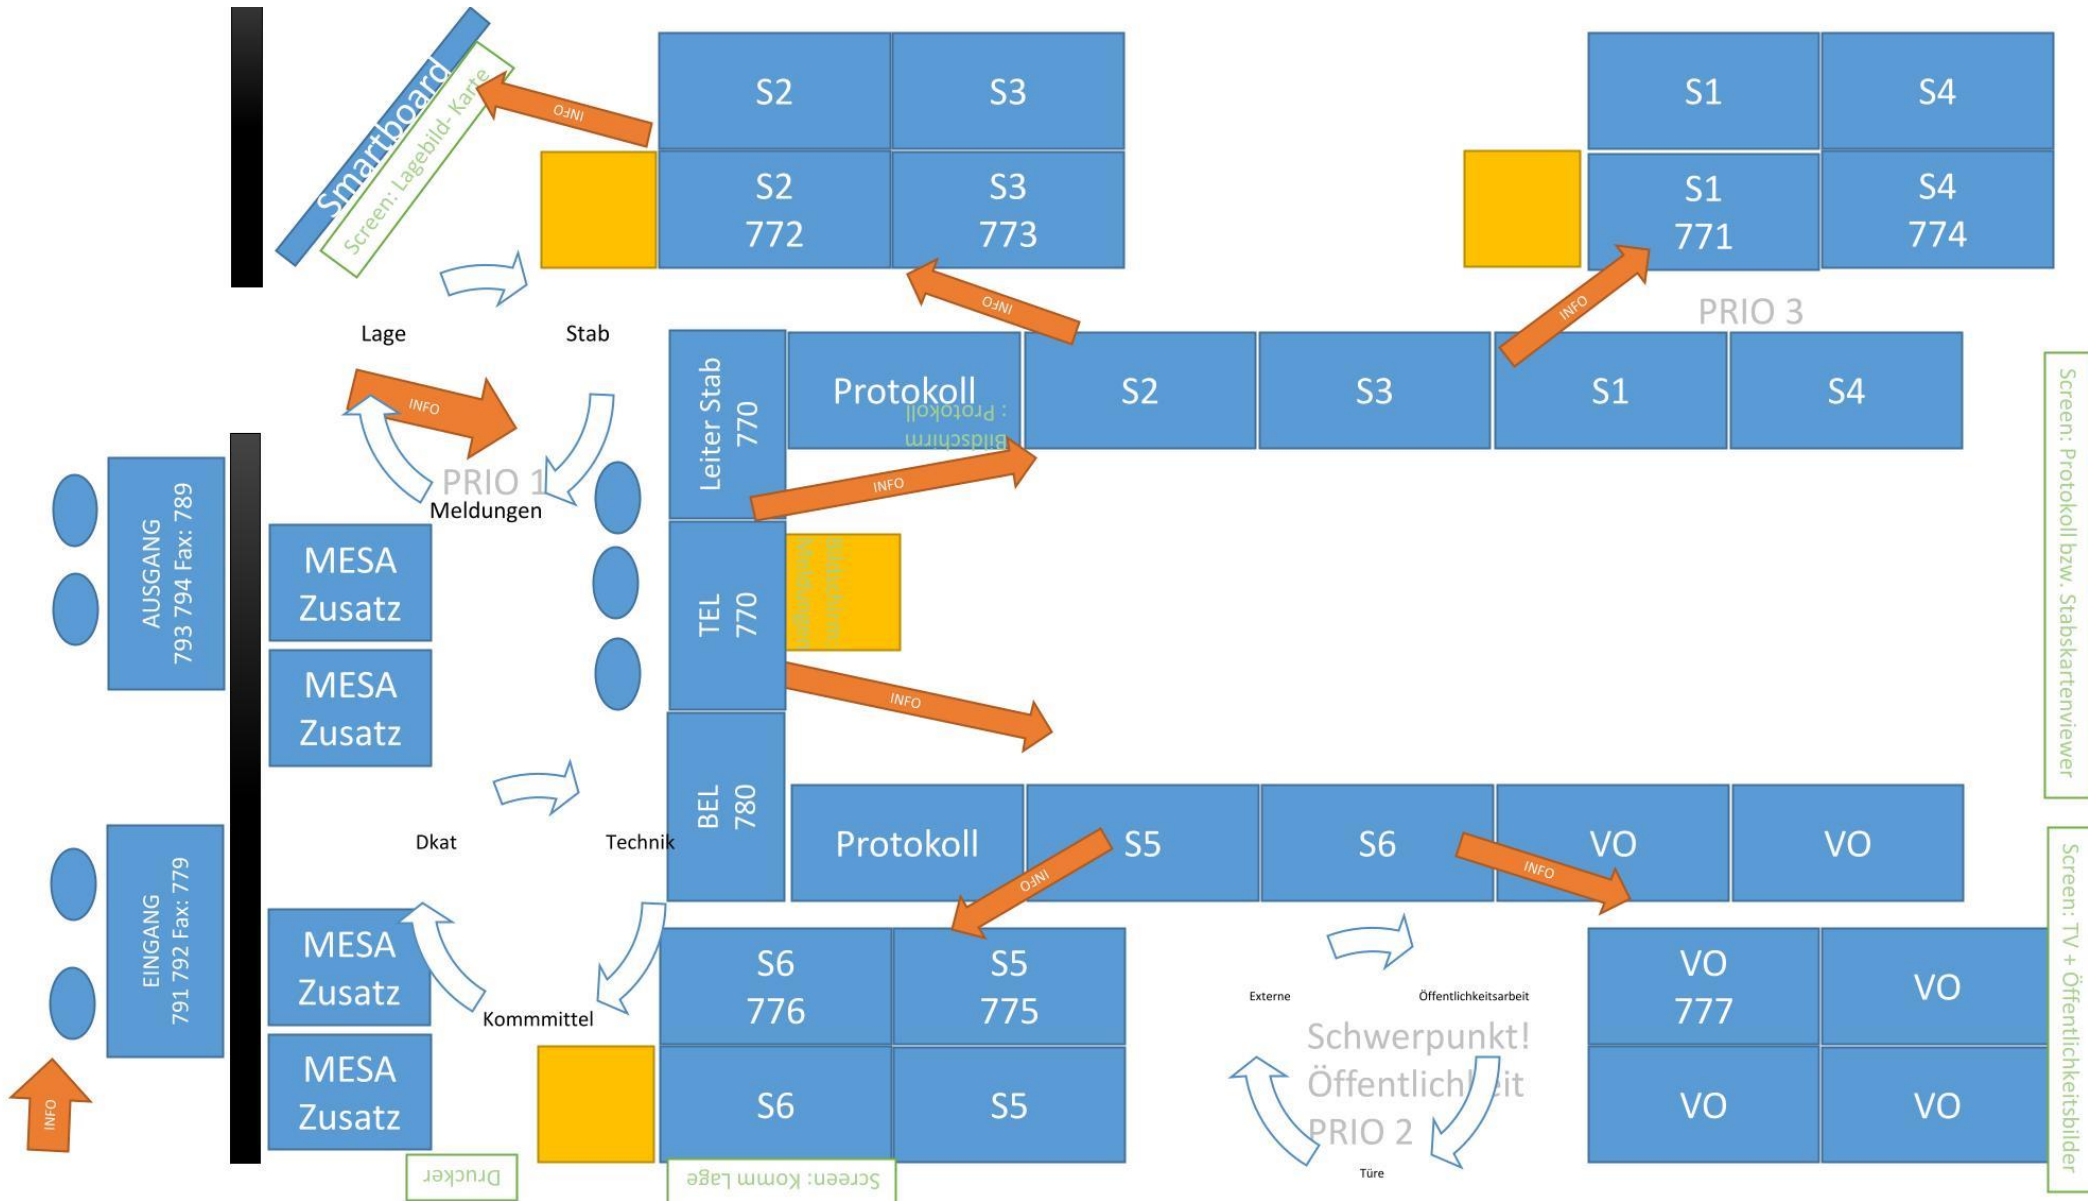 Smartboard
Screen: Lagebild- Karte
INFO
S2
S3
S2
772
S3
773
S1
S4
S1
771
S4
774
INFO
INFO
PRIO 3
Lage
Stab
INFO
PRIO 1
Meldungen
Leiter Stab
770
Protokoll
Bildschirm
: Protokoll
S2
S3
S1
S4
INFO
Screen: Protokoll bzw. Stabskartenviewer
AUSGANG
793 794 Fax: 789
MESA
Zusatz
MESA
Zusatz
TEL
770
Bildschirm:
Meldungen
INFO
BEL
780
Protokoll
S5
S6
VO
VO
INFO
INFO
Dkat
Technik
Kommmittel
EINGANG
791 792 Fax: 779
INFO
MESA
Zusatz
MESA
Zusatz
S6
776
S5
775
S6
S5
Externe
Öffentlichkeitsarbeit
Schwerpunkt!
Öffentlichkeit
PRIO 2
Türe
VO
777
VO
VO
VO
Screen: TV + Öffentlichkeitsbilder
Drucker
Screen: Komm Lage